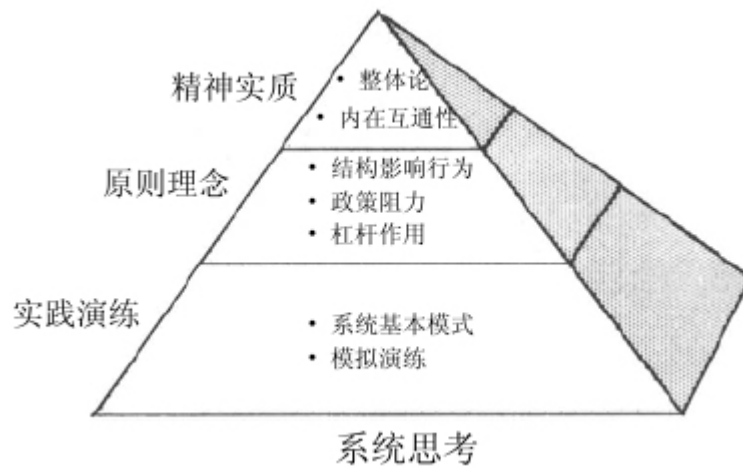 精神实质
• 整体论
• 内在互通性
原则理念
• 结构影响行为
• 政策阻力
• 杠杆作用
实践演练
• 系统基本模式
• 模拟演练
系统思考